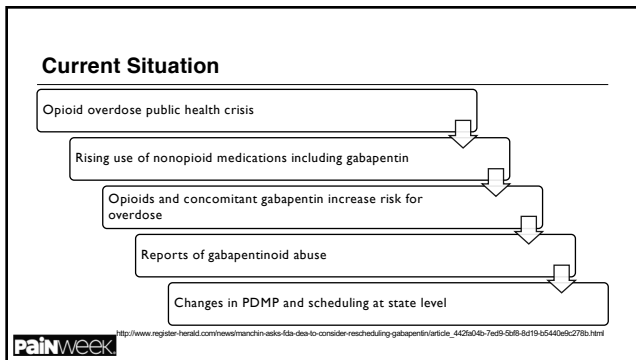 Current Situation
Opioid overdose public health crisis
Rising use of nonopioid medications including gabapentin
Opioids and concomitant gabapentin increase risk for
overdose
Reports of gabapentinoid abuse
Changes in PDMP and scheduling at state level
http://www.register-herald.com/news/manchin-asks-fda-dea-to-consider-rescheduling-gabapentin/article_442fa04b-7ed9-5bf8-8d19-b5440e9c278b.html
PaiNWEEK.